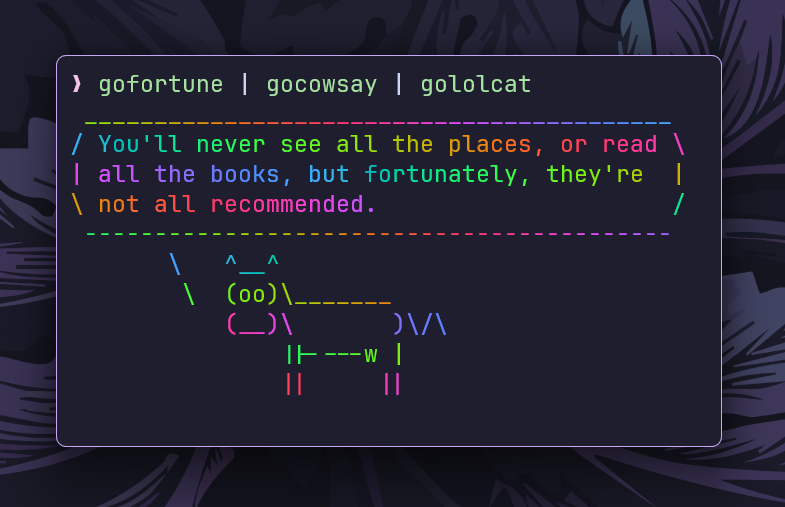 ❯ gofortune | gocowsay | gololcat
 __________________________________________
/ You'll never see all the places, or read \
| all the books, but fortunately, they're  |
\ not all recommended.                     /
 ------------------------------------------
       \   ^__^
        \  (oo)\_______
           (__)\       )\/\
               ||----w |
               ||     ||